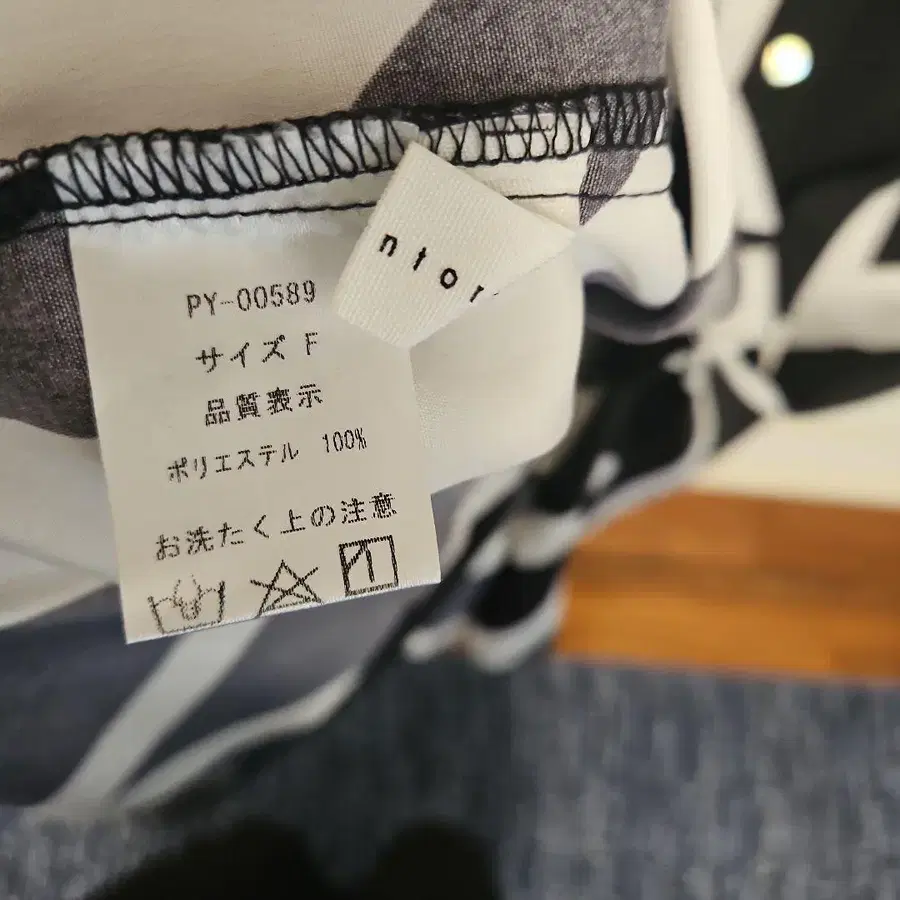 ntor
PY-00589
サイズ F
品質表示
ポリエステル 100%
お洗たく上の注意